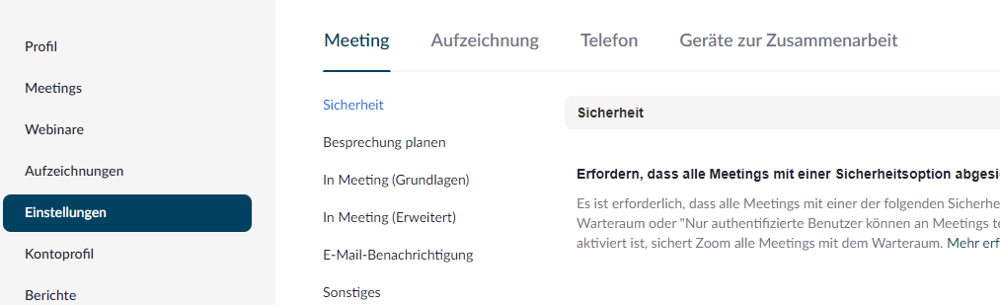 Profil
Meetings
Webinare
Aufzeichnungen
Einstellungen
Kontoprofil
Berichte
Meeting Aufzeichnung Telefon Geräte zur Zusammenarbeit
Sicherheit
Besprechung planen
In Meeting (Grundlagen)
In Meeting (Erweitert)
E-Mail-Benachrichtigung
Sonstiges
Sicherheit
Erfordern, dass alle Meetings mit einer Sicherheitsoption
Es ist erforderlich, dass alle Meetings mit einer der folgenden
Warteraum oder "Nur authentifizierte Benutzer können an Meetings
aktiviert ist, sichert Zoom alle Meetings mit dem Warteraum. Mehr